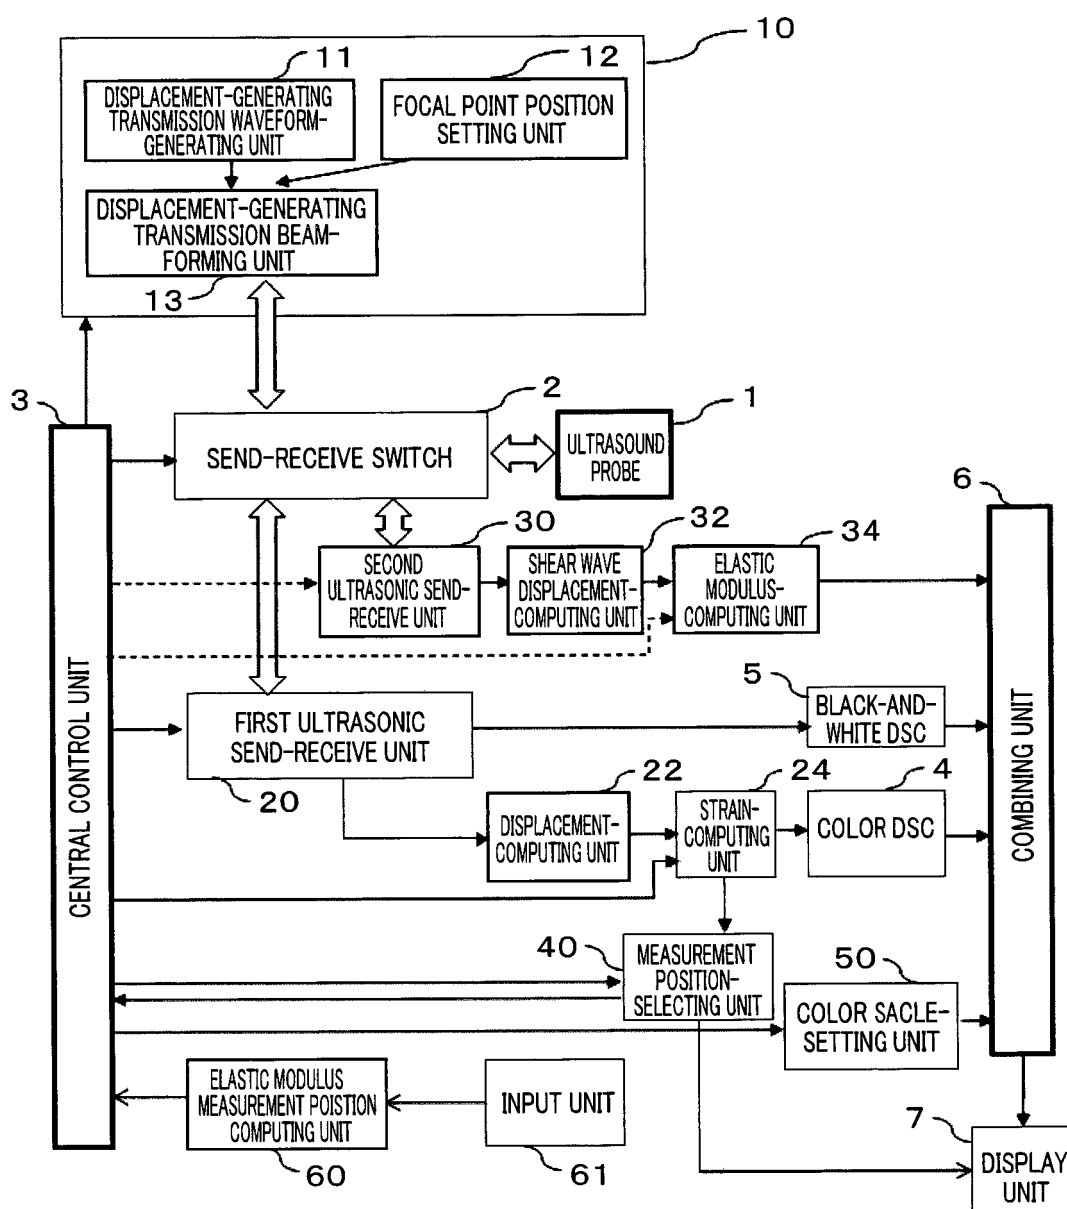 10
11
12
DISPLACEMENT-GENERATING
TRANSMISSION WAVEFORM-
GENERATING UNIT
FOCAL POINT POSITION
SETTING UNIT
DISPLACEMENT-GENERATING
TRANSMISSION BEAM-
FORMING UNIT
13
3
2
1
SEND-RECEIVE SWITCH
ULTRASOUND
PROBE
6
30
32
34
SECOND
ULTRASONIC SEND-
RECEIVE UNIT
SHEAR WAVE
DISPLACEMENT-
COMPUTING UNIT
ELASTIC
MODULUS-
COMPUTING UNIT
CENTRAL CONTROL UNIT
COMBINING UNIT
5
FIRST ULTRASONIC
SEND-RECEIVE UNIT
BLACK-AND-
WHITE DSC
20
22
24
4
DISPLACEMENT-
COMPUTING UNIT
STRAIN-
COMPUTING
UNIT
COLOR DSC
40
MEASUREMENT
POSITION-
SELECTING UNIT
50
COLOR SACLE-
SETTING UNIT
ELASTIC MODULUS
MEASUREMENT POISTION
COMPUTING UNIT
INPUT UNIT
60
61
7
DISPLAY
UNIT